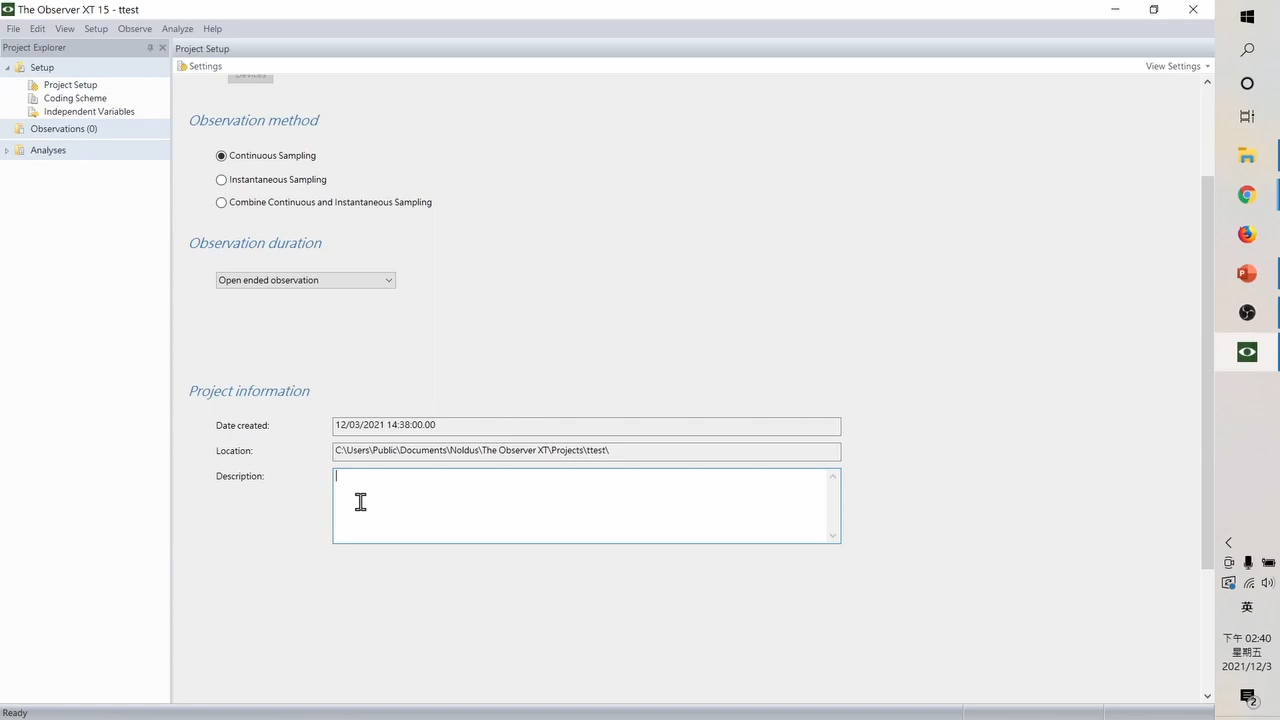 The Observer XT 15 - ttest
File Edit View Setup Observe Analyze Help
Project Explorer
Project Setup
Setup
Settings
View Settings
Project Setup
Devices
Coding Scheme
Independent Variables
Observations (0)
Analyses
Observation method
Continuous Sampling
Instantaneous Sampling
Combine Continuous and Instantaneous Sampling
Observation duration
Open ended observation
Project information
Date created: 12/03/2021 14:38:00.00
Location: C:\Users\Public\Documents\Noldus\The Observer XT\Projects\ttest\
Description:
英
下午 02:40
星期五
2021/12/3
2
Ready